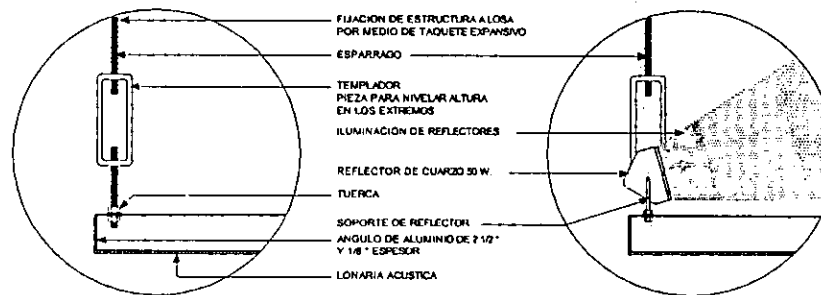 FIJACION DE ESTRUCTURA A LOSA
POR MEDIO DE TAQUETE EXPANSIVO
ESPARRAGO
TEMPLADOR
PIEZA PARA NIVELAR ALTURA
EN LOS EXTREMOS
ILUMINACION DE REFLECTORES
REFLECTOR DE CUARZO 50 W.
TUERCA
SOPORTE DE REFLECTOR
ANGULO DE ALUMINIO DE 2 1/2 "
Y 1/8 " ESPESOR
LONARIA ACUSTICA